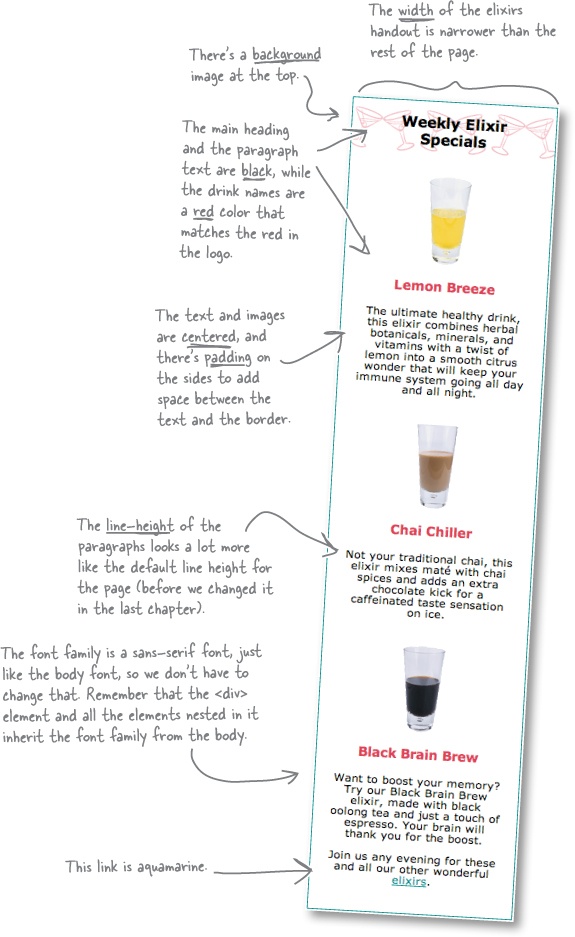 The width of the elixirs
handout is narrower than the
rest of the page.
There's a background
image at the top.
The main heading
and the paragraph
text are black, while
the drink names are
a red color that
matches the red in
the logo.
The text and images
are centered, and
there's padding on
the sides to add
space between the
text and the border.
The line-height of the
paragraphs looks a lot more
like the default line height for
the page (before we changed it
in the last chapter).
The font family is a sans-serif font, just
like the body font, so we don't have to
change that. Remember that the <div>
element and all the elements nested in it
inherit the font family from the body.
This link is aquamarine.
Weekly Elixir
Specials
Lemon Breeze
The ultimate healthy drink,
this elixir combines herbal
botanicals, minerals, and
vitamins with a twist of
lemon into a smooth citrus
wonder that will keep your
immune system going all day
and all night.
Chai Chiller
Not your traditional chai, this
elixir mixes maté with chai
spices and adds an extra
chocolate kick for a
caffeinated taste sensation
on ice.
Black Brain Brew
Want to boost your memory?
Try our Black Brain Brew
elixir, made with black
oolong tea and just a touch of
espresso. Your brain will
thank you for the boost.
Join us any evening for these
and all our other wonderful
elixirs.